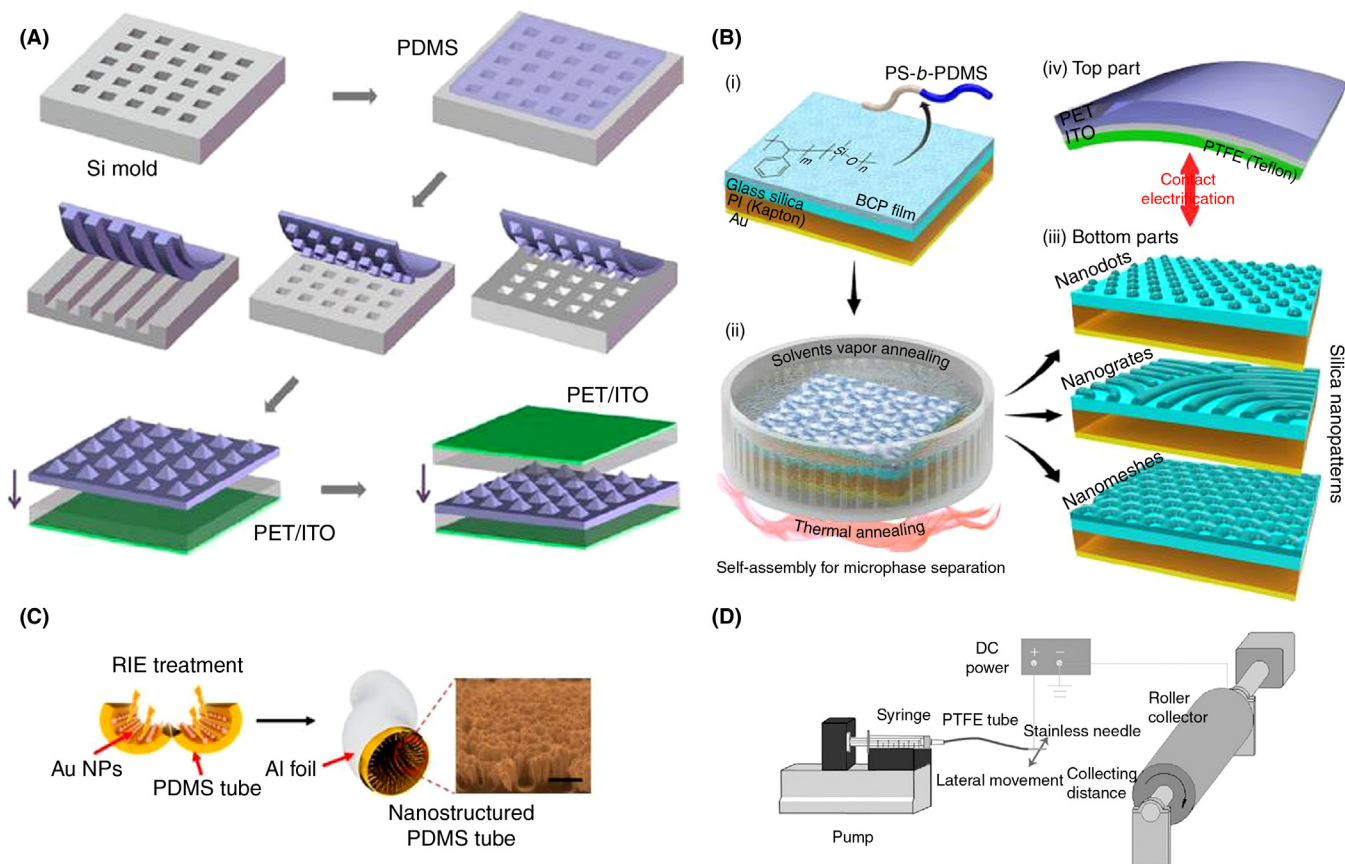 (A)
Si mold
PDMS
PET/ITO
PET/ITO
(B)
(i)
PS-b-PDMS
m
Si
O
n
Glass silica
PI (Kapton)
Au
BCP film
(ii)
Solvents vapor annealing
Thermal annealing
Self-assembly for microphase separation
(iv) Top part
PET
ITO
PTFE (Teflon)
Contact
electrification
(iii) Bottom parts
Nanodots
Nanogrates
Nanomeshes
Silica nanopatterns
(C)
RIE treatment
Au NPs
PDMS tube
Al foil
Nanostructured
PDMS tube
(D)
DC
power
+ −
Syringe
PTFE tube
Stainless needle
Lateral movement
Pump
Roller
collector
Collecting
distance